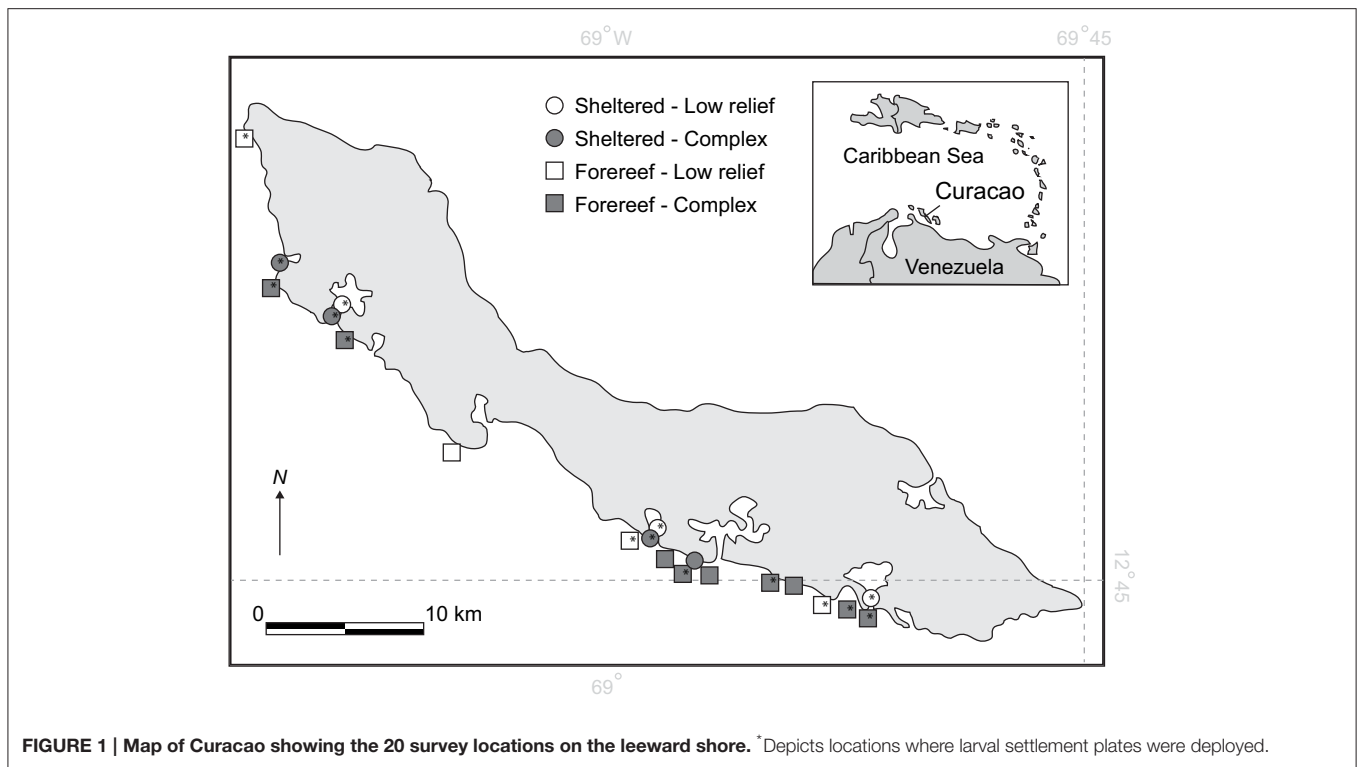 69°W
69°45
Sheltered - Low relief
Sheltered - Complex
Forereef - Low relief
Forereef - Complex
Caribbean Sea
Curacao
Venezuela
N
0 10 km
12°45
69°
FIGURE 1 | Map of Curacao showing the 20 survey locations on the leeward shore. *Depicts locations where larval settlement plates were deployed.